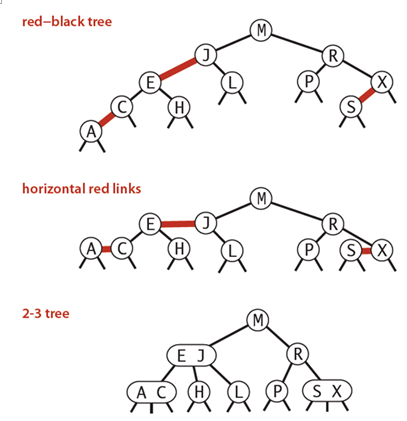 red–black tree
M
J R
E L P X
C H S
A
horizontal red links
M
E J R
A C H L P S X
2-3 tree
M
E J R
A C H L P S X